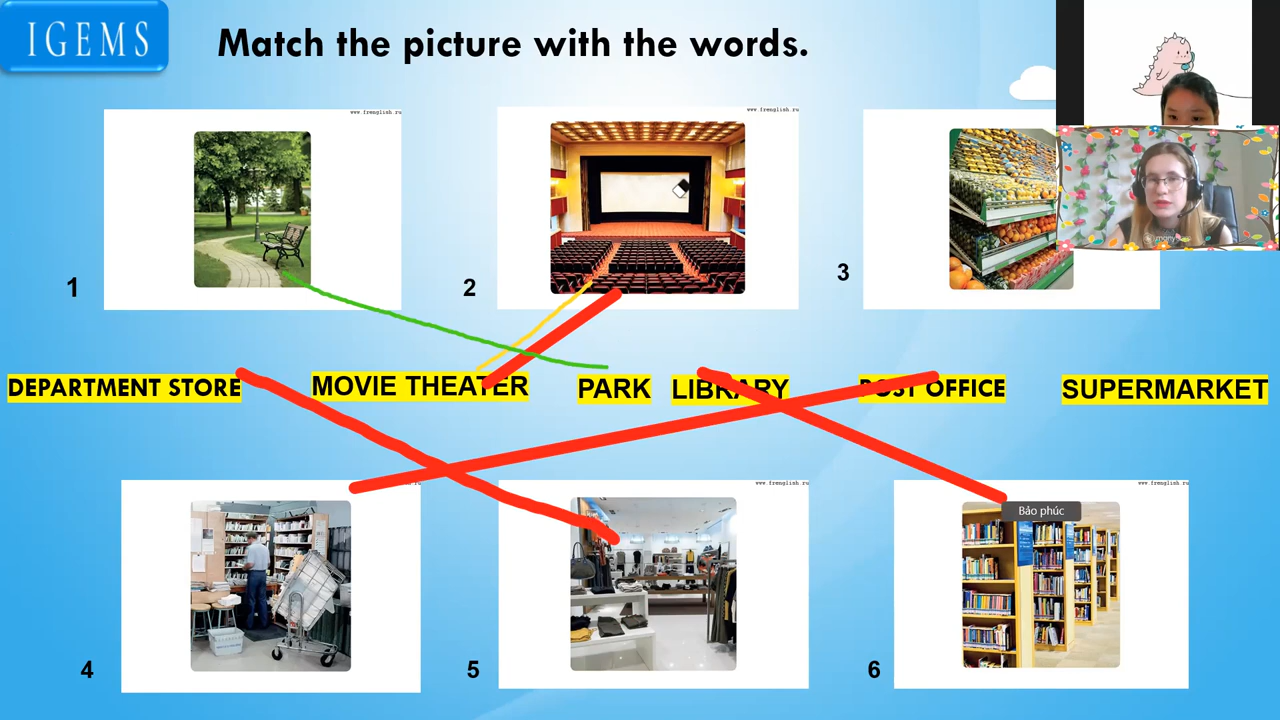 IGEMS
Match the picture with the words.
www.frenglish.ru
www.frenglish.ru
1
2
3
DEPARTMENT STORE
MOVIE THEATER
PARK
LIBRARY
POST OFFICE
SUPERMARKET
www.frenglish.ru
www.frenglish.ru
Bảo phúc
4
5
6